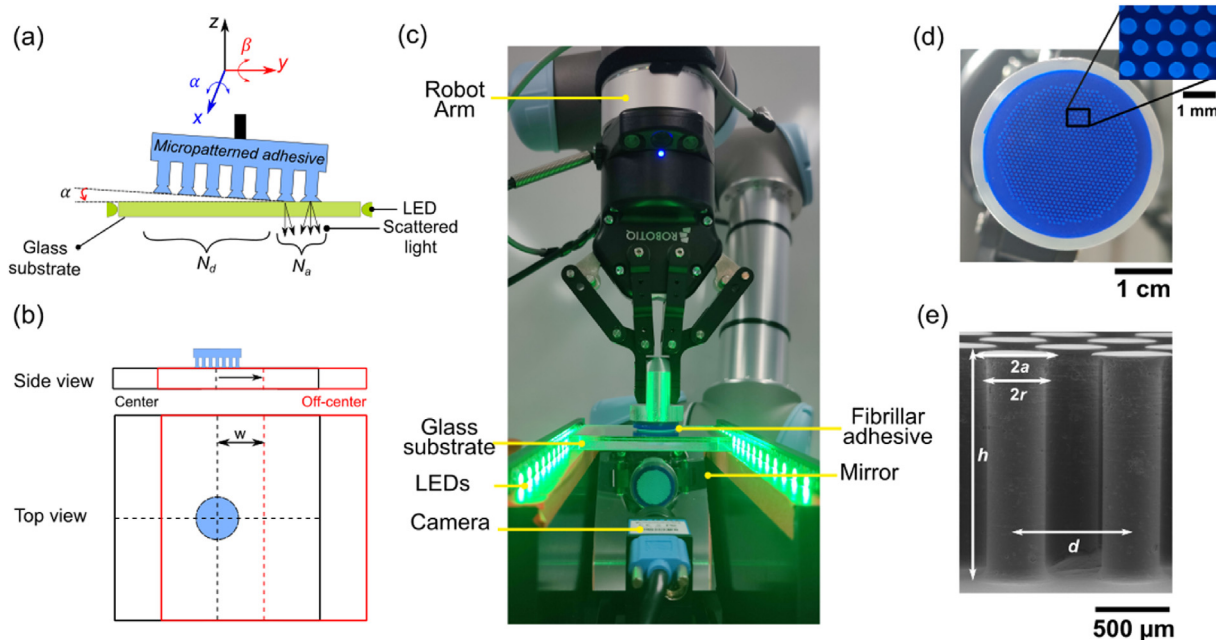 (a)
z
β
y
α
x
Micropatterned adhesive
α
LED
Scattered
light
Glass
substrate
N_d
N_a
(b)
Side view
Center
Off-center
w
Top view
(c)
Robot
Arm
ROBOTIQ
Glass
substrate
LEDs
Camera
Fibrillar
adhesive
Mirror
(d)
1 mm
1 cm
(e)
2a
2r
h
d
500 µm